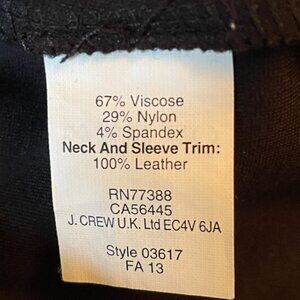 67% Viscose
29% Nylon
4% Spandex
Neck And Sleeve Trim:
100% Leather
RN77388
CA56445
J. CREW U.K. Ltd EC4V 6JA
Style 03617
FA 13